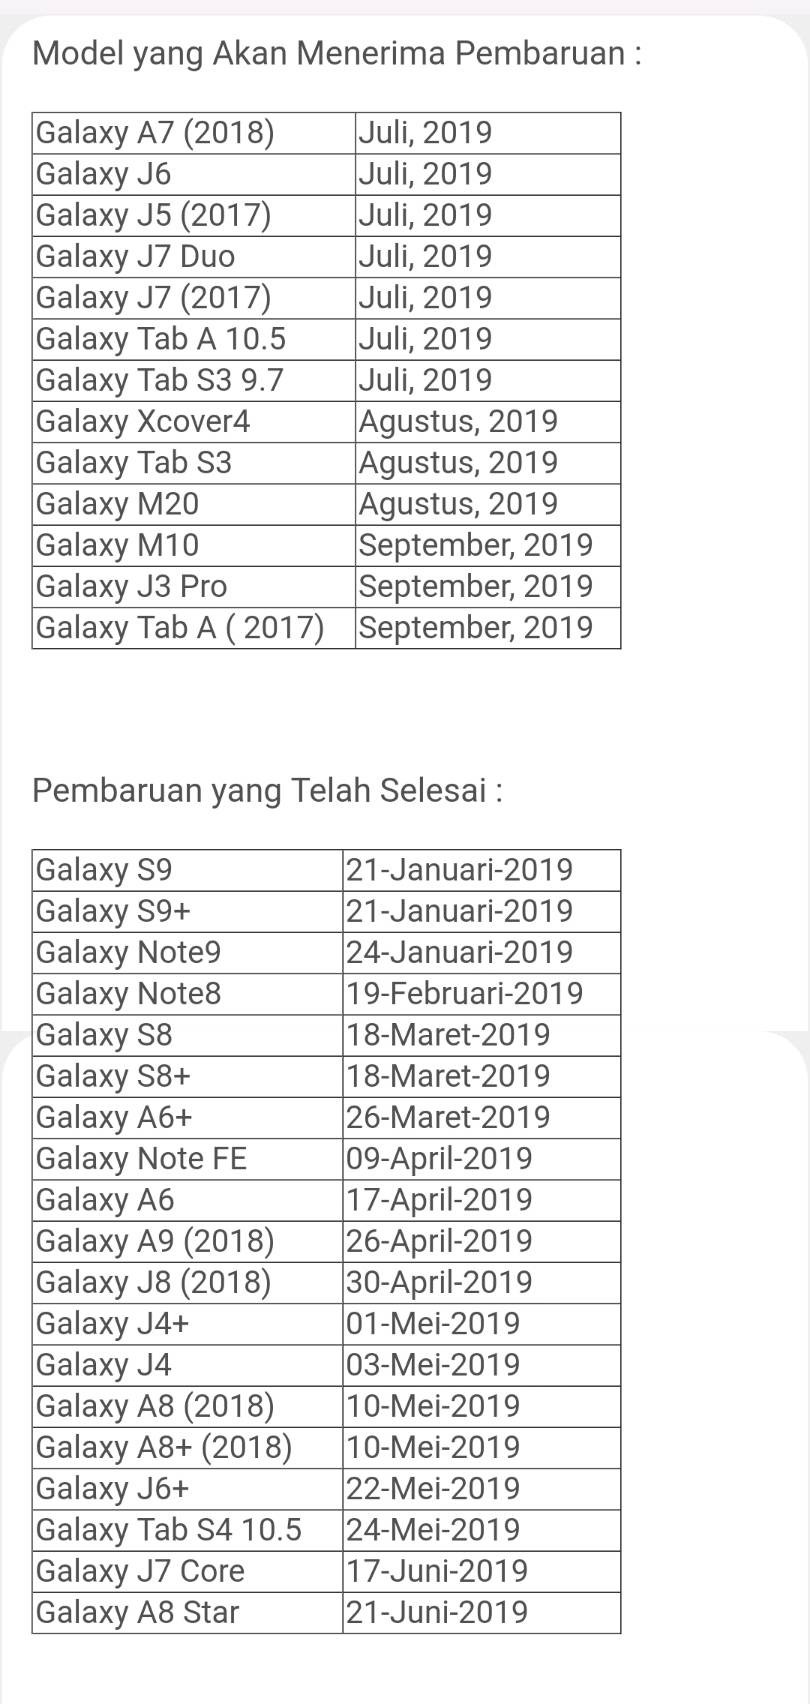 Model yang Akan Menerima Pembaruan :
Galaxy A7 (2018) Juli, 2019
Galaxy J6 Juli, 2019
Galaxy J5 (2017) Juli, 2019
Galaxy J7 Duo Juli, 2019
Galaxy J7 (2017) Juli, 2019
Galaxy Tab A 10.5 Juli, 2019
Galaxy Tab S3 9.7 Juli, 2019
Galaxy Xcover4 Agustus, 2019
Galaxy Tab S3 Agustus, 2019
Galaxy M20 Agustus, 2019
Galaxy M10 September, 2019
Galaxy J3 Pro September, 2019
Galaxy Tab A ( 2017) September, 2019
Pembaruan yang Telah Selesai :
Galaxy S9 21-Januari-2019
Galaxy S9+ 21-Januari-2019
Galaxy Note9 24-Januari-2019
Galaxy Note8 19-Februari-2019
Galaxy S8 18-Maret-2019
Galaxy S8+ 18-Maret-2019
Galaxy A6+ 26-Maret-2019
Galaxy Note FE 09-April-2019
Galaxy A6 17-April-2019
Galaxy A9 (2018) 26-April-2019
Galaxy J8 (2018) 30-April-2019
Galaxy J4+ 01-Mei-2019
Galaxy J4 03-Mei-2019
Galaxy A8 (2018) 10-Mei-2019
Galaxy A8+ (2018) 10-Mei-2019
Galaxy J6+ 22-Mei-2019
Galaxy Tab S4 10.5 24-Mei-2019
Galaxy J7 Core 17-Juni-2019
Galaxy A8 Star 21-Juni-2019